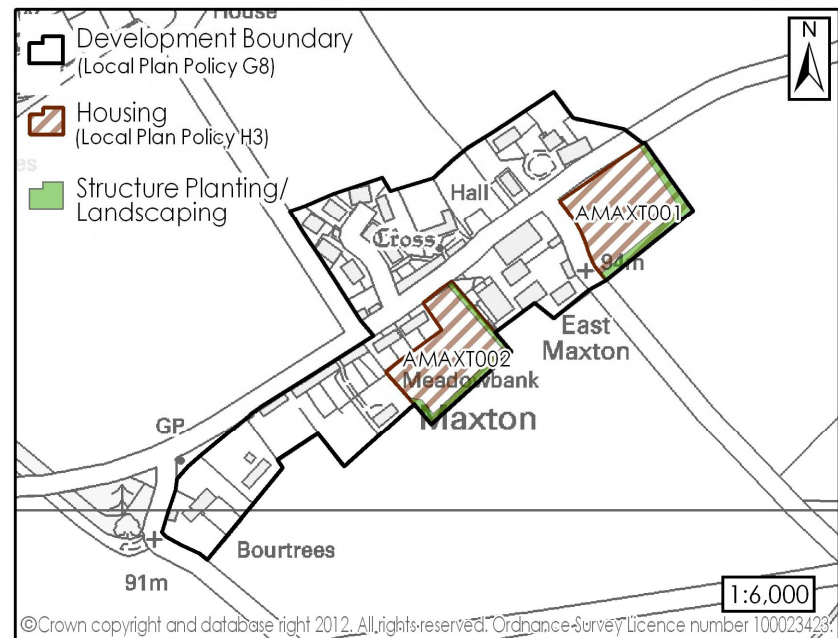 House
Development Boundary
(Local Plan Policy G8)
N
Housing
(Local Plan Policy H3)
es
Structure Planting/
Landscaping
Hall
AMAXT001
Cross
94m
East
Maxton
AMAXT002
Meadowbank
Maxton
GP
Bourtrees
91m
1:6,000
©Crown copyright and database right 2012. All rights reserved. Ordnance Survey Licence number 100023423